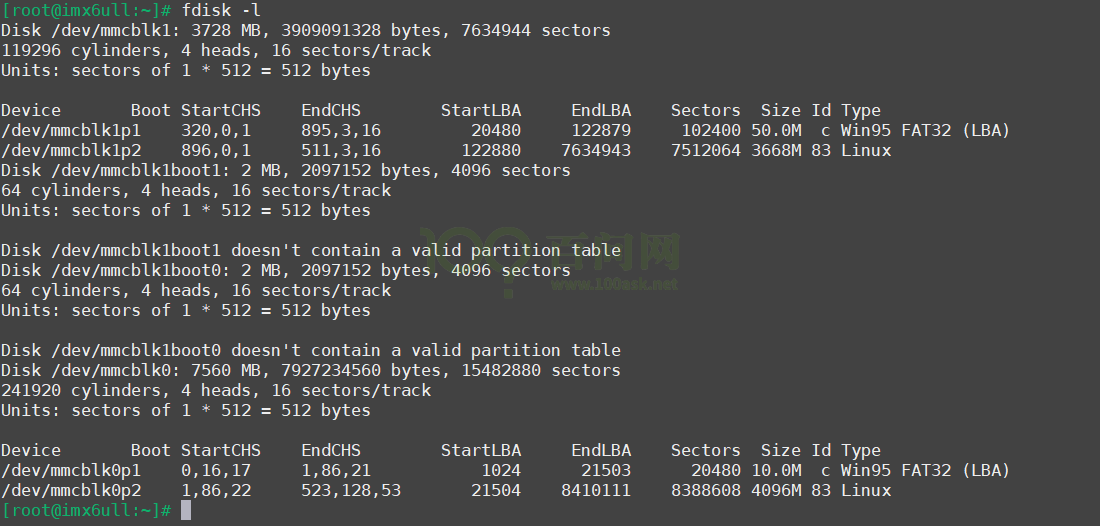 [root@imx6ull:~]# fdisk -l
Disk /dev/mmcblk1: 3728 MB, 3909091328 bytes, 7634944 sectors
119296 cylinders, 4 heads, 16 sectors/track
Units: sectors of 1 * 512 = 512 bytes
Device       Boot StartCHS    EndCHS        StartLBA     EndLBA    Sectors  Size Id Type
/dev/mmcblk1p1    320,0,1     895,3,16         20480     122879     102400 50.0M  c Win95 FAT32 (LBA)
/dev/mmcblk1p2    896,0,1     511,3,16        122880    7634943    7512064 3668M 83 Linux
Disk /dev/mmcblk1boot1: 2 MB, 2097152 bytes, 4096 sectors
64 cylinders, 4 heads, 16 sectors/track
Units: sectors of 1 * 512 = 512 bytes
Disk /dev/mmcblk1boot1 doesn't contain a valid partition table
Disk /dev/mmcblk1boot0: 2 MB, 2097152 bytes, 4096 sectors
64 cylinders, 4 heads, 16 sectors/track
Units: sectors of 1 * 512 = 512 bytes
Disk /dev/mmcblk1boot0 doesn't contain a valid partition table
Disk /dev/mmcblk0: 7560 MB, 7927234560 bytes, 15482880 sectors
241920 cylinders, 4 heads, 16 sectors/track
Units: sectors of 1 * 512 = 512 bytes
Device       Boot StartCHS    EndCHS        StartLBA     EndLBA    Sectors  Size Id Type
/dev/mmcblk0p1    0,16,17     1,86,21           1024      21503      20480 10.0M  c Win95 FAT32 (LBA)
/dev/mmcblk0p2    1,86,22     523,128,53       21504    8410111    8388608 4096M 83 Linux
[root@imx6ull:~]#
100 百问网
www.100ask.net